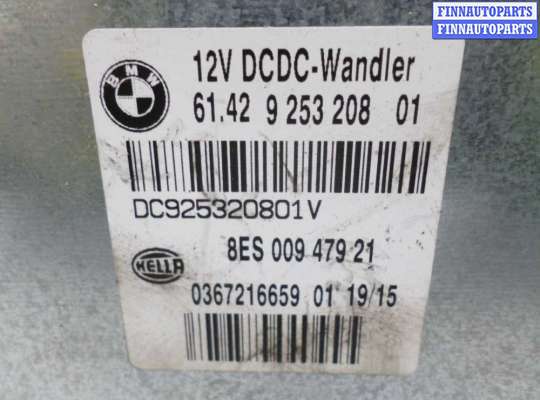 FINNAUTOPARTS
FINNAUTOPARTS
BMW
12V DCDC-Wandler
61.42 9 253 208 01
DC925320801V
HELLA
8ES 009 479 21
0367216659 01 19/15